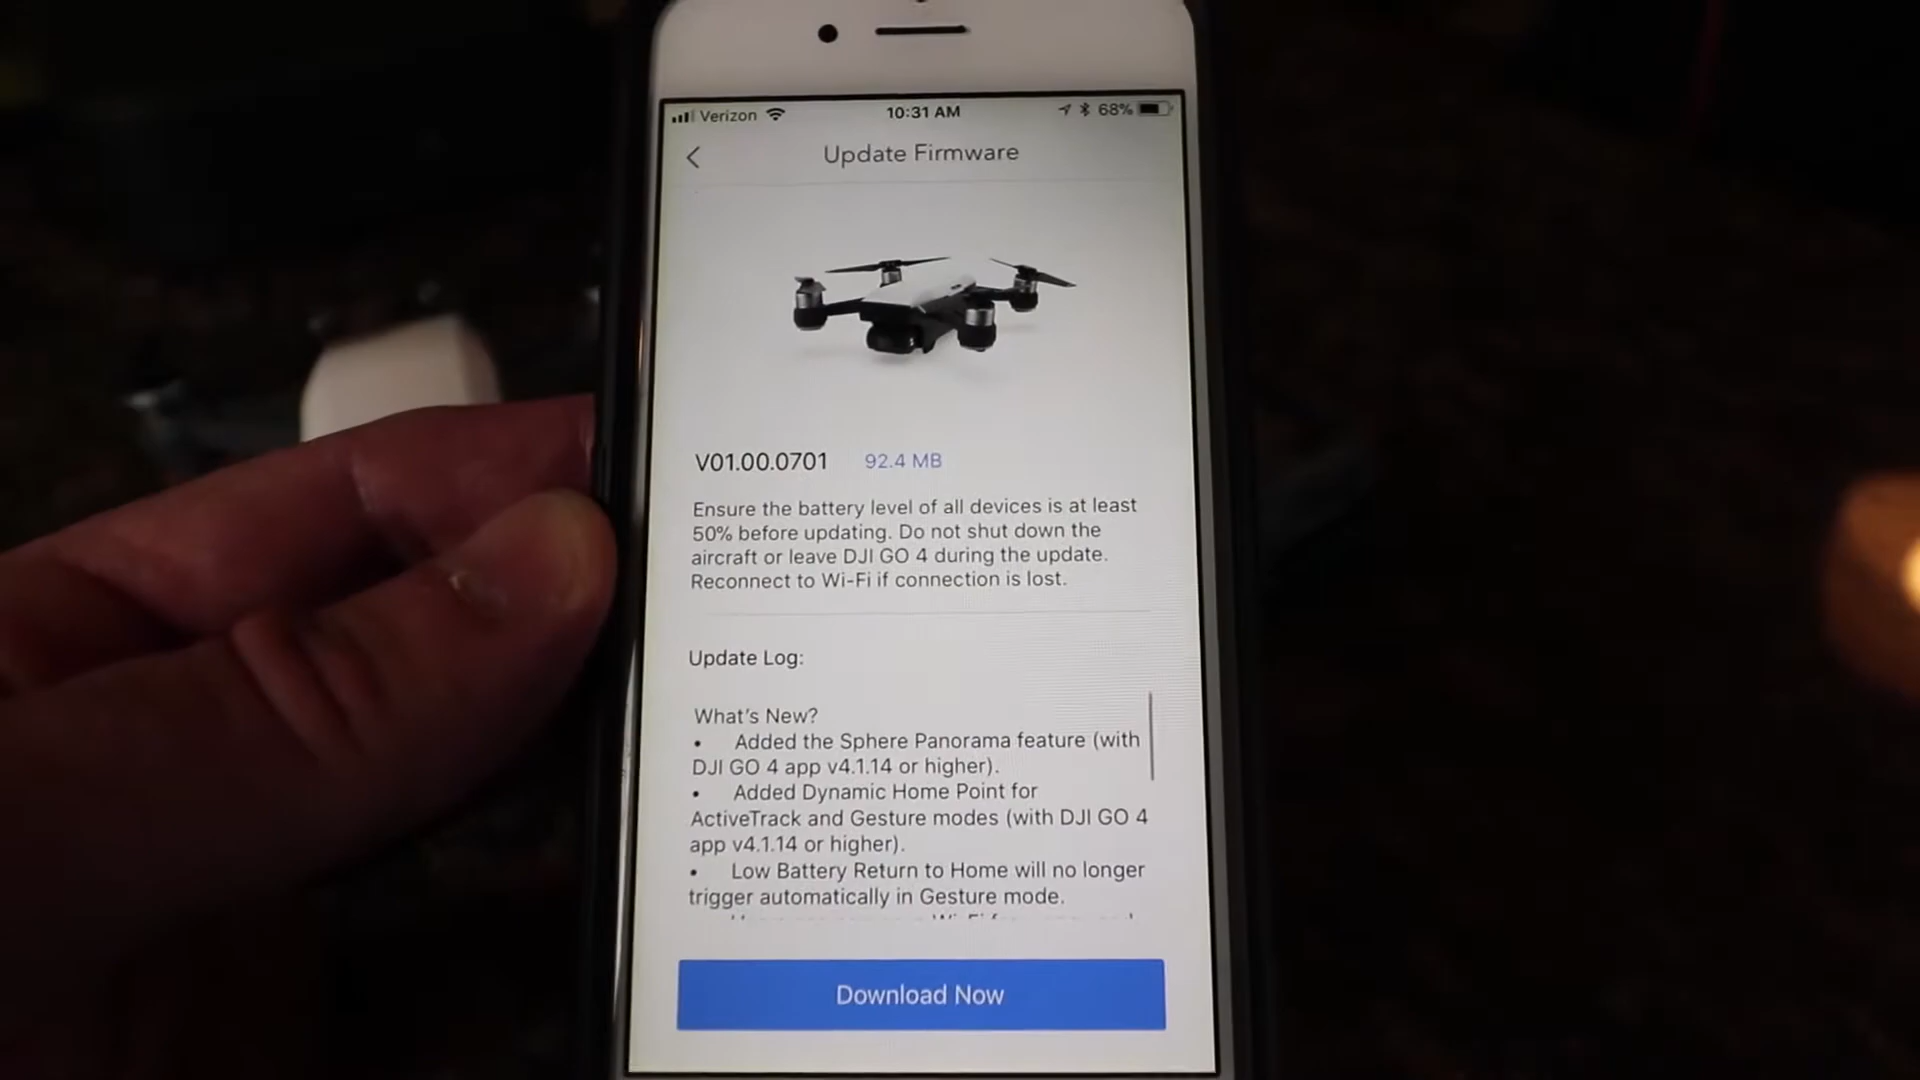 Verizon 10:31 AM 68%
Update Firmware
V01.00.0701 92.4 MB
Ensure the battery level of all devices is at least
50% before updating. Do not shut down the
aircraft or leave DJI GO 4 during the update.
Reconnect to Wi-Fi if connection is lost.
Update Log:
What's New?
• Added the Sphere Panorama feature (with
DJI GO 4 app v4.1.14 or higher).
• Added Dynamic Home Point for
ActiveTrack and Gesture modes (with DJI GO 4
app v4.1.14 or higher).
• Low Battery Return to Home will no longer
trigger automatically in Gesture mode.
Download Now